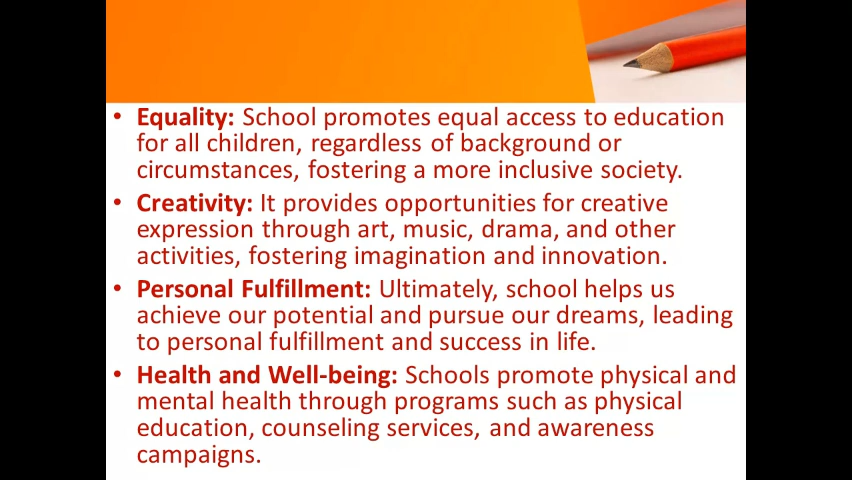 • Equality: School promotes equal access to education
for all children, regardless of background or
circumstances, fostering a more inclusive society.
• Creativity: It provides opportunities for creative
expression through art, music, drama, and other
activities, fostering imagination and innovation.
• Personal Fulfillment: Ultimately, school helps us
achieve our potential and pursue our dreams, leading
to personal fulfillment and success in life.
• Health and Well-being: Schools promote physical and
mental health through programs such as physical
education, counseling services, and awareness
campaigns.